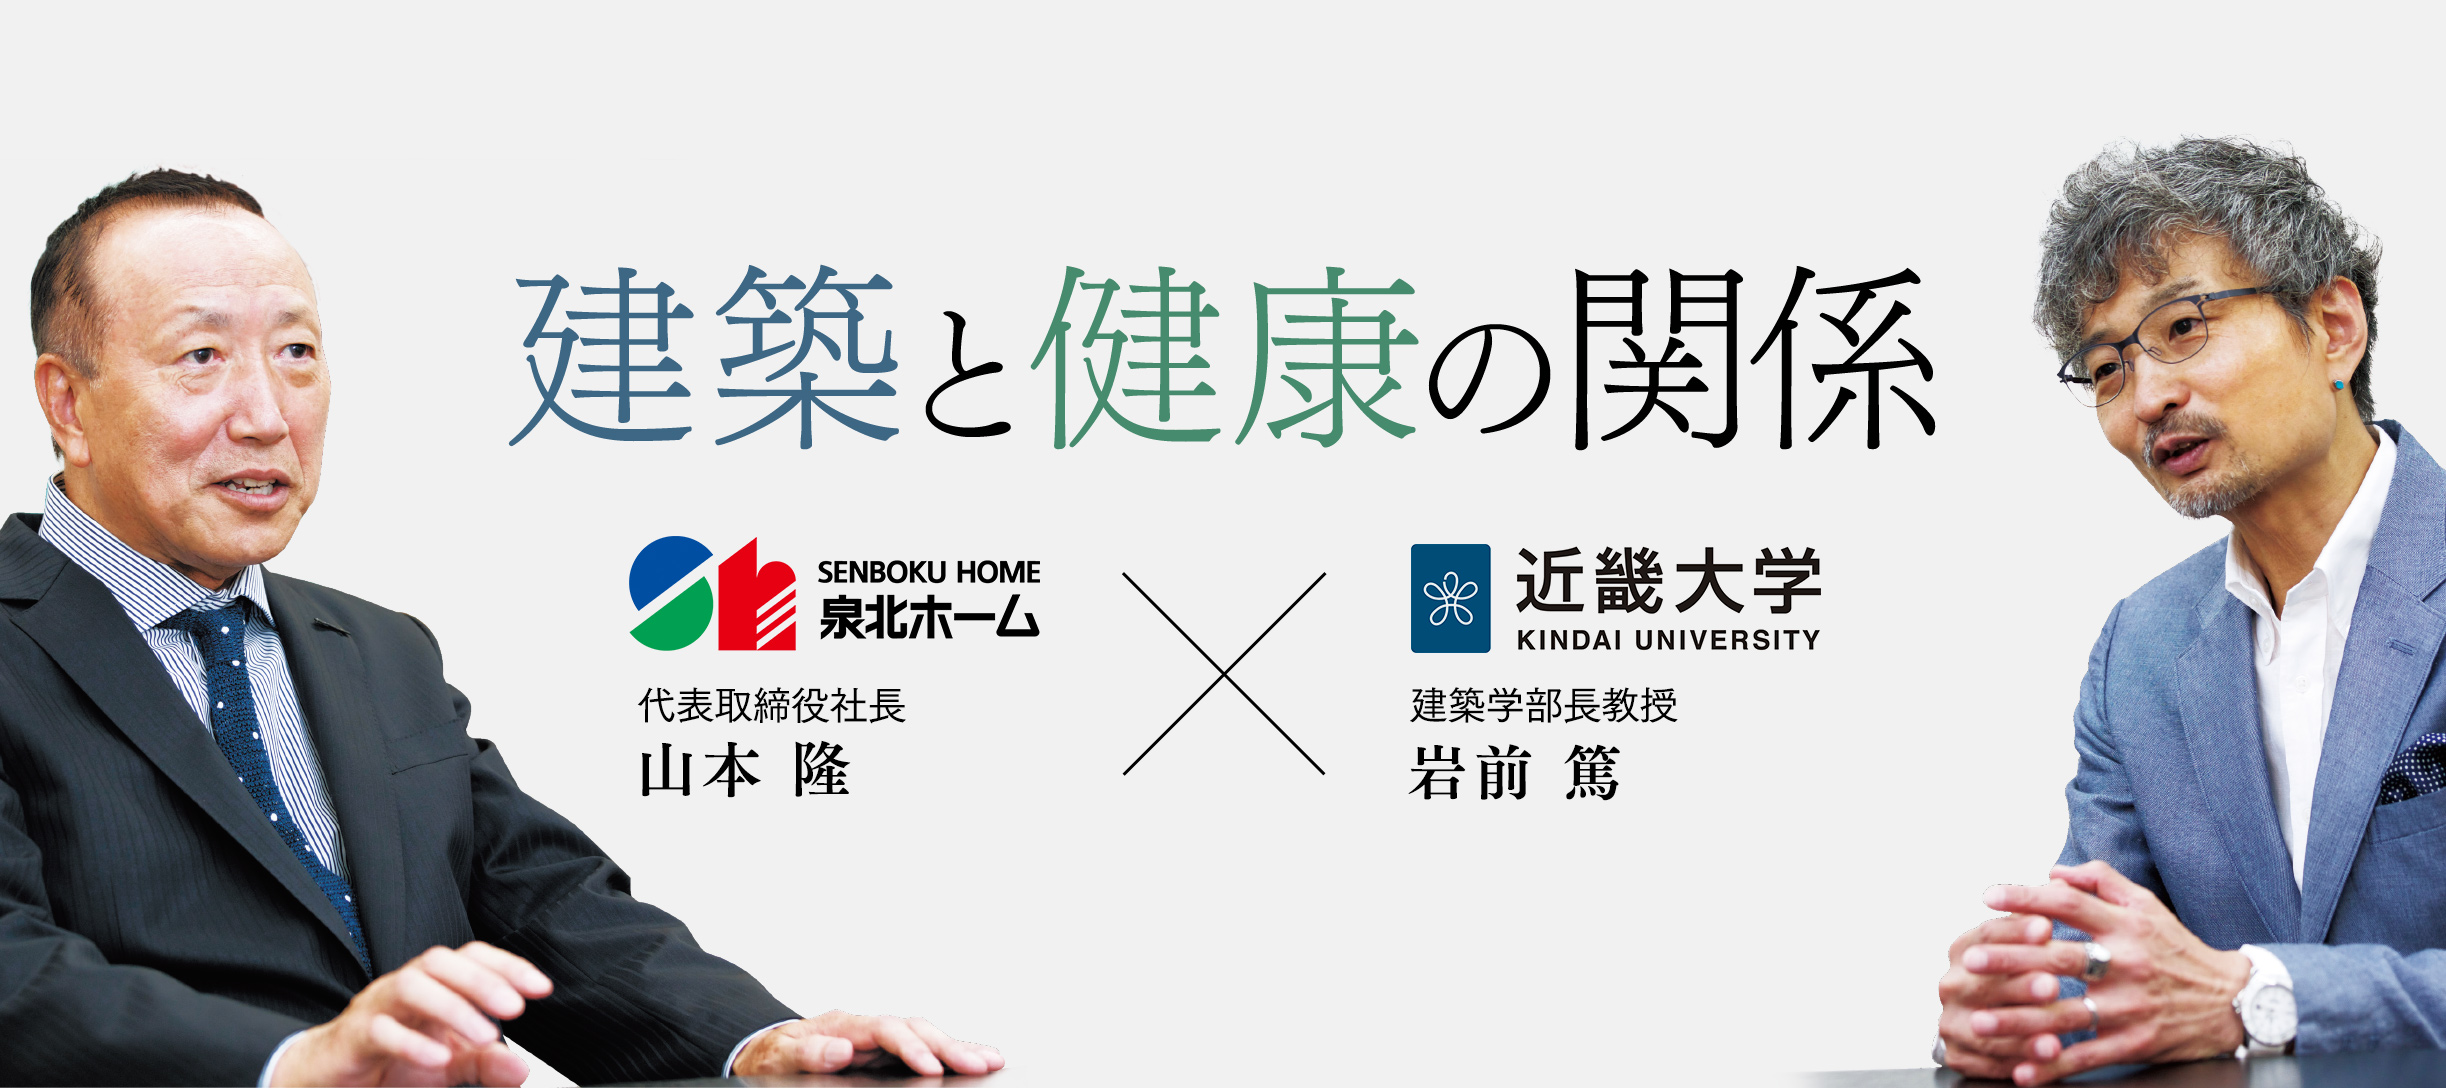 建築と健康の関係
SENBOKU HOME
泉北ホーム
代表取締役社長
山本 隆
近畿大学
KINDAI UNIVERSITY
建築学部長教授
岩前 篤